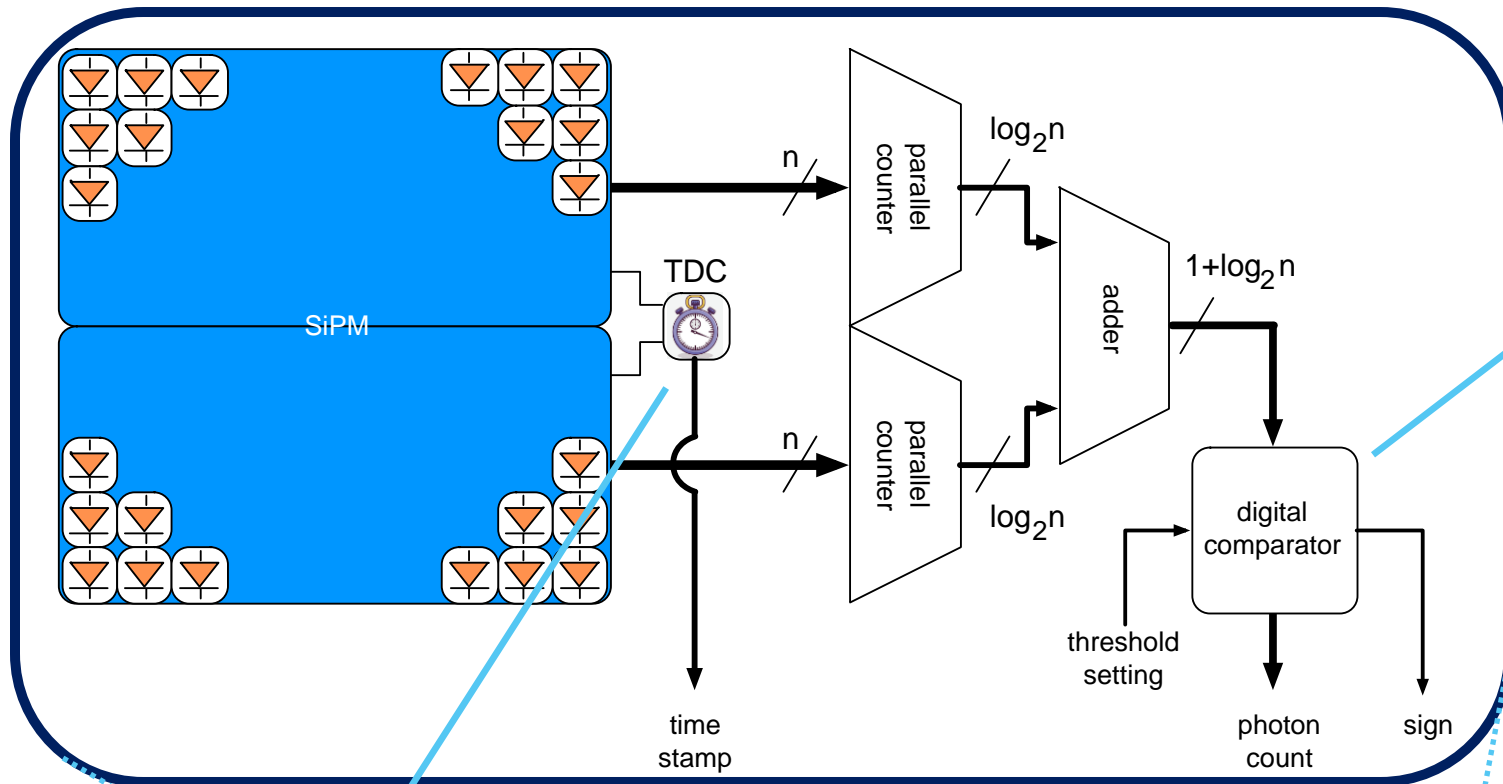 SiPM
TDC
n
n
parallel
counter
parallel
counter
log₂n
log₂n
adder
1+log₂n
digital
comparator
threshold
setting
time
stamp
photon
count
sign